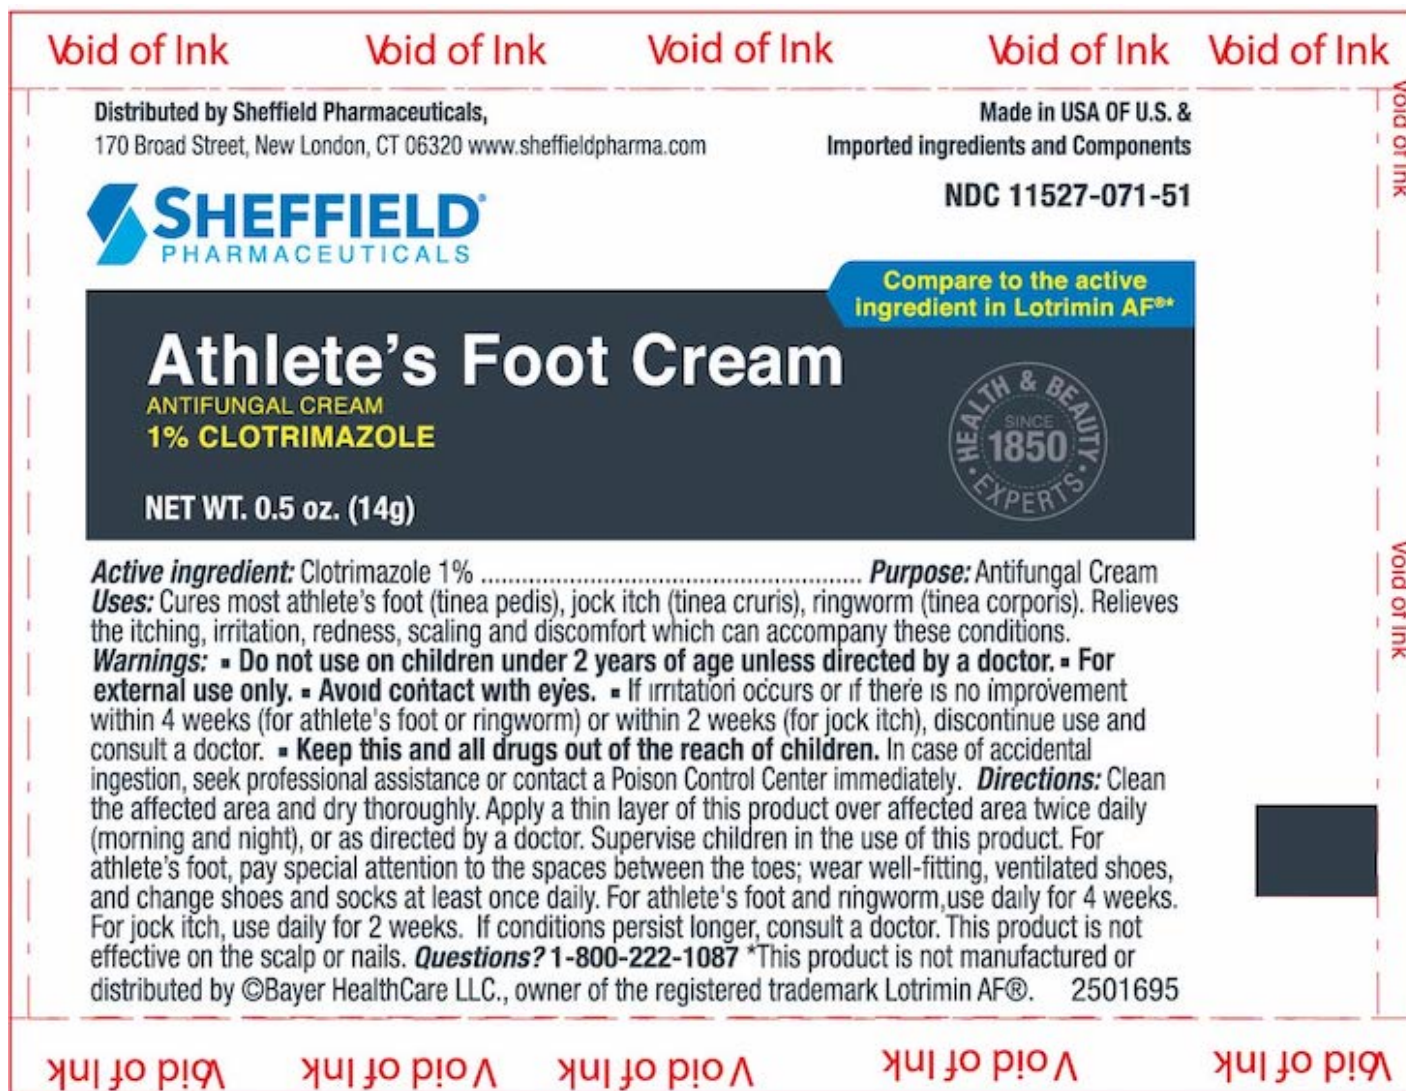 Void of Ink Void of Ink Void of Ink Void of Ink Void of Ink
Distributed by Sheffield Pharmaceuticals,
170 Broad Street, New London, CT 06320 www.sheffieldpharma.com
Made in USA OF U.S. &
Imported ingredients and Components
NDC 11527-071-51
SHEFFIELD®
PHARMACEUTICALS
Compare to the active
ingredient in Lotrimin AF®*
Athlete's Foot Cream
ANTIFUNGAL CREAM
1% CLOTRIMAZOLE
NET WT. 0.5 oz. (14g)
HEALTH & BEAUTY
SINCE
1850
EXPERTS
Active ingredient: Clotrimazole 1% ........................................................................ Purpose: Antifungal Cream
Uses: Cures most athlete's foot (tinea pedis), jock itch (tinea cruris), ringworm (tinea corporis). Relieves
the itching, irritation, redness, scaling and discomfort which can accompany these conditions.
Warnings: ▪ Do not use on children under 2 years of age unless directed by a doctor. ▪ For
external use only. ▪ Avoid contact with eyes. ▪ If irritation occurs or if there is no improvement
within 4 weeks (for athlete's foot or ringworm) or within 2 weeks (for jock itch), discontinue use and
consult a doctor. ▪ Keep this and all drugs out of the reach of children. In case of accidental
ingestion, seek professional assistance or contact a Poison Control Center immediately. Directions: Clean
the affected area and dry thoroughly. Apply a thin layer of this product over affected area twice daily
(morning and night), or as directed by a doctor. Supervise children in the use of this product. For
athlete's foot, pay special attention to the spaces between the toes; wear well-fitting, ventilated shoes,
and change shoes and socks at least once daily. For athlete's foot and ringworm,use daily for 4 weeks.
For jock itch, use daily for 2 weeks. If conditions persist longer, consult a doctor. This product is not
effective on the scalp or nails. Questions? 1-800-222-1087 *This product is not manufactured or
distributed by ©Bayer HealthCare LLC., owner of the registered trademark Lotrimin AF®. 2501695
Void of Ink
Void of Ink
Void of Ink Void of Ink Void of Ink Void of Ink Void of Ink